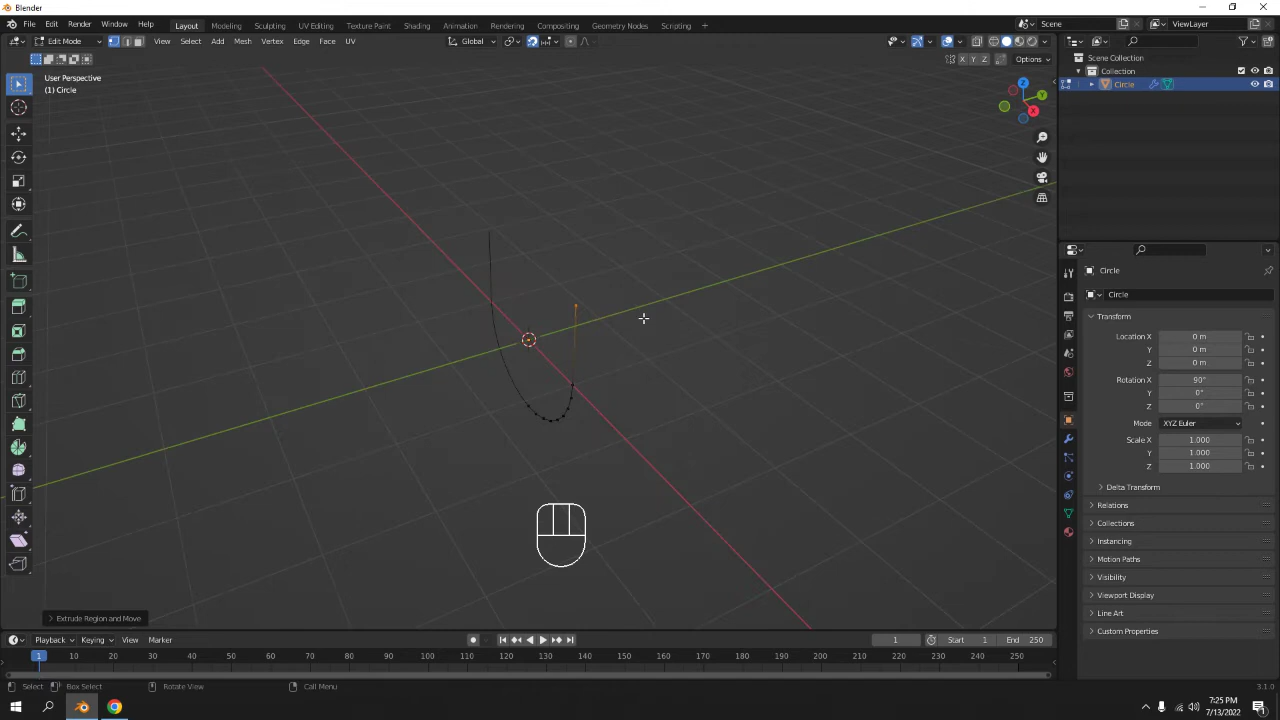 Blender
File Edit Render Window Help
Layout Modeling Sculpting UV Editing Texture Paint Shading Animation Rendering Compositing Geometry Nodes Scripting +
Scene ViewLayer
Edit Mode View Select Add Mesh Vertex Edge Face UV
Global
X Y Z Options
User Perspective
(1) Circle
Z
Y
X
Scene Collection
Collection
Circle
Circle
Circle
Transform
Location X 0 m
Y 0 m
Z 0 m
Rotation X 90°
Y 0°
Z 0°
Mode XYZ Euler
Scale X 1.000
Y 1.000
Z 1.000
Delta Transform
Relations
Collections
Instancing
Motion Paths
Visibility
Viewport Display
Line Art
Custom Properties
Extrude Region and Move
Playback Keying View Marker
1 Start 1 End 250
1 10 20 30 40 50 60 70 80 90 100 110 120 130 140 150 160 170 180 190 200 210 220 230 240 250
Select Box Select Rotate View Call Menu 3.1.0
7:25 PM
7/13/2022
1